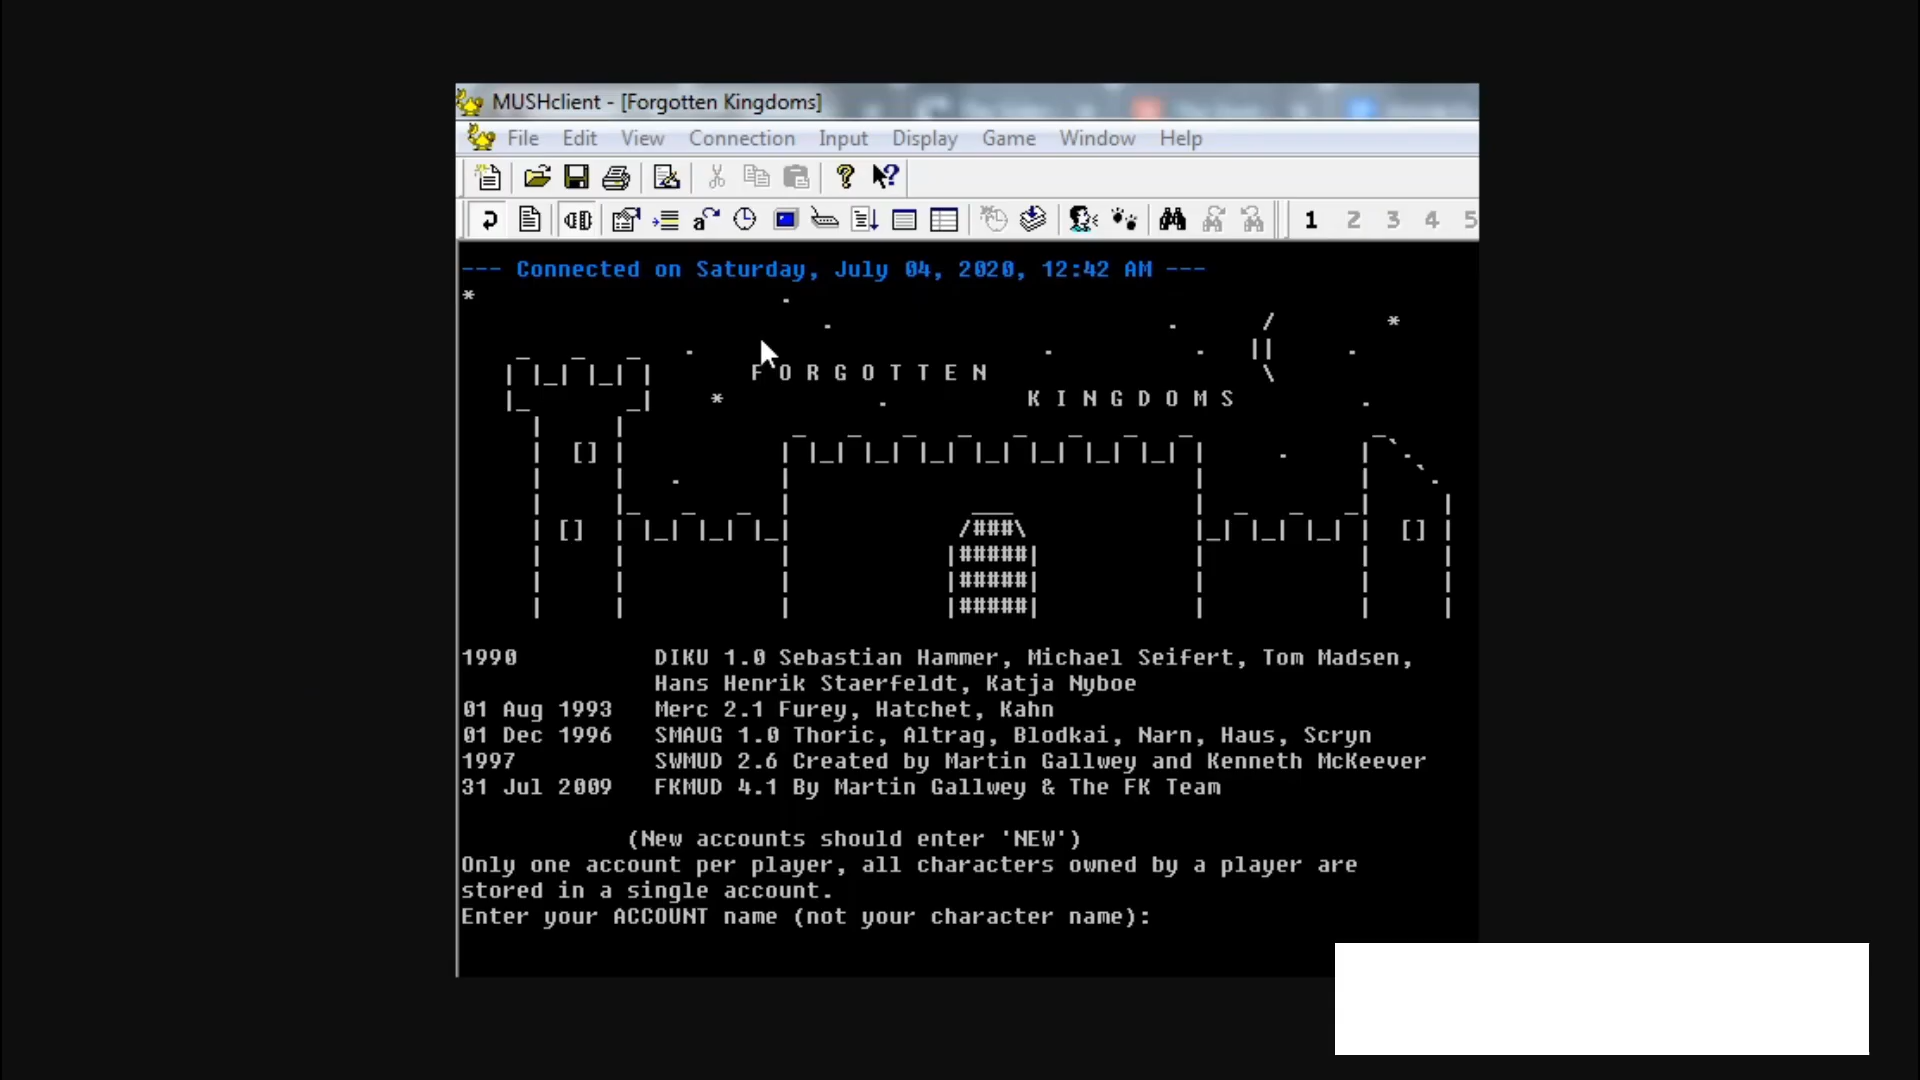 MUSHclient - [Forgotten Kingdoms]
File Edit View Connection Input Display Game Window Help
1 2 3 4 5
--- Connected on Saturday, July 04, 2020, 12:42 AM ---
F O R G O T T E N
K I N G D O M S
1990 DIKU 1.0 Sebastian Hammer, Michael Seifert, Tom Madsen,
Hans Henrik Staerfeldt, Katja Nyboe
01 Aug 1993 Merc 2.1 Furey, Hatchet, Kahn
01 Dec 1996 SMAUG 1.0 Thoric, Altrag, Blodkai, Narn, Haus, Scryn
1997 SWMUD 2.6 Created by Martin Gallwey and Kenneth McKeever
31 Jul 2009 FKMUD 4.1 By Martin Gallwey & The FK Team
(New accounts should enter 'NEW')
Only one account per player, all characters owned by a player are
stored in a single account.
Enter your ACCOUNT name (not your character name):